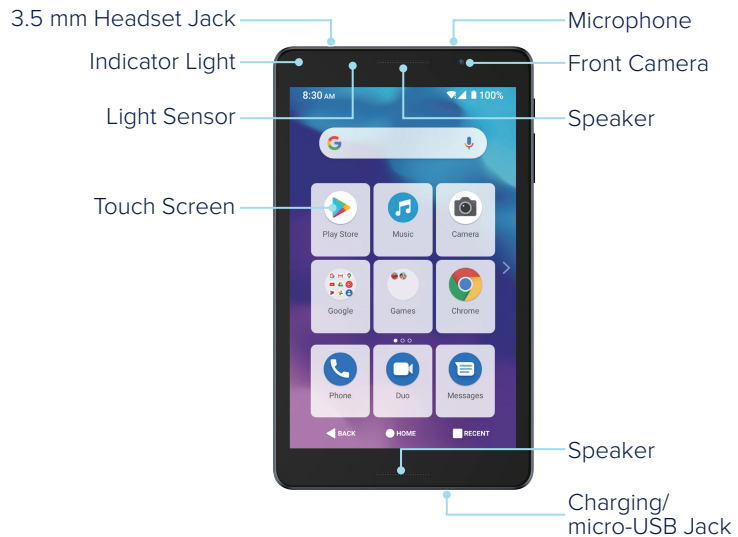 3.5 mm Headset Jack
Microphone
Indicator Light
Front Camera
Light Sensor
Speaker
Touch Screen
8:30 AM
100%
G
Play Store
Music
Camera
Google
Games
Chrome
Phone
Duo
Messages
BACK
HOME
RECENT
Speaker
Charging/
micro-USB Jack